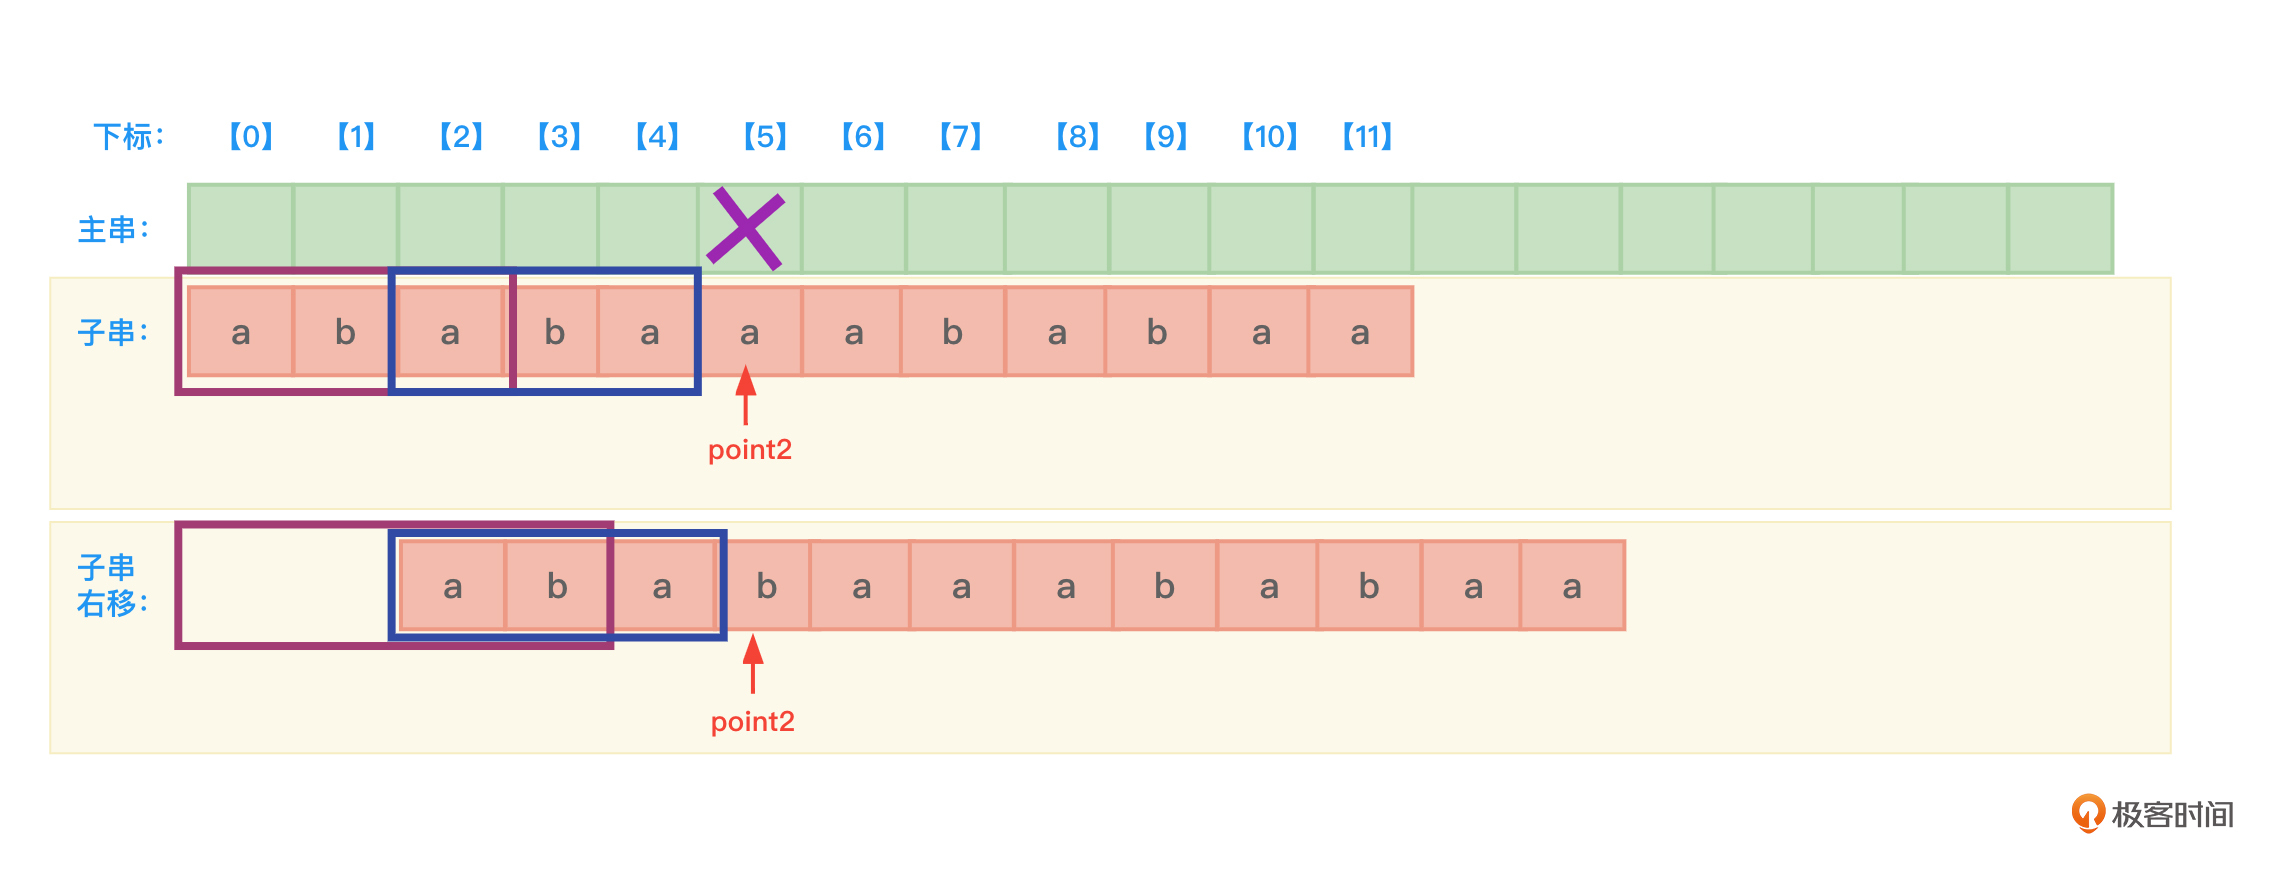 下标： 【0】 【1】 【2】 【3】 【4】 【5】 【6】 【7】 【8】 【9】 【10】 【11】
主串：
子串： a b a b a a a b a b a a
point2
子串
右移： a b a b a a a b a b a a
point2
极客时间